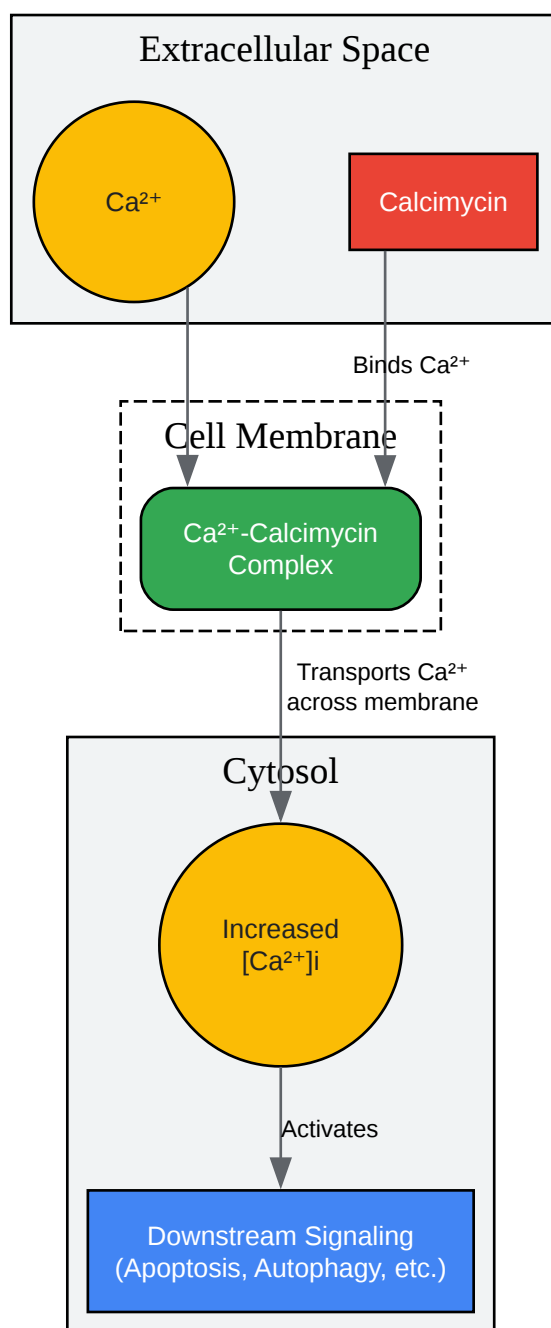 Extracellular Space
Ca²⁺
Calcimycin
Binds Ca²⁺
Cell Membrane
Ca²⁺-Calcimycin
Complex
Transports Ca²⁺
across membrane
Cytosol
Increased
[Ca²⁺]i
Activates
Downstream Signaling
(Apoptosis, Autophagy, etc.)